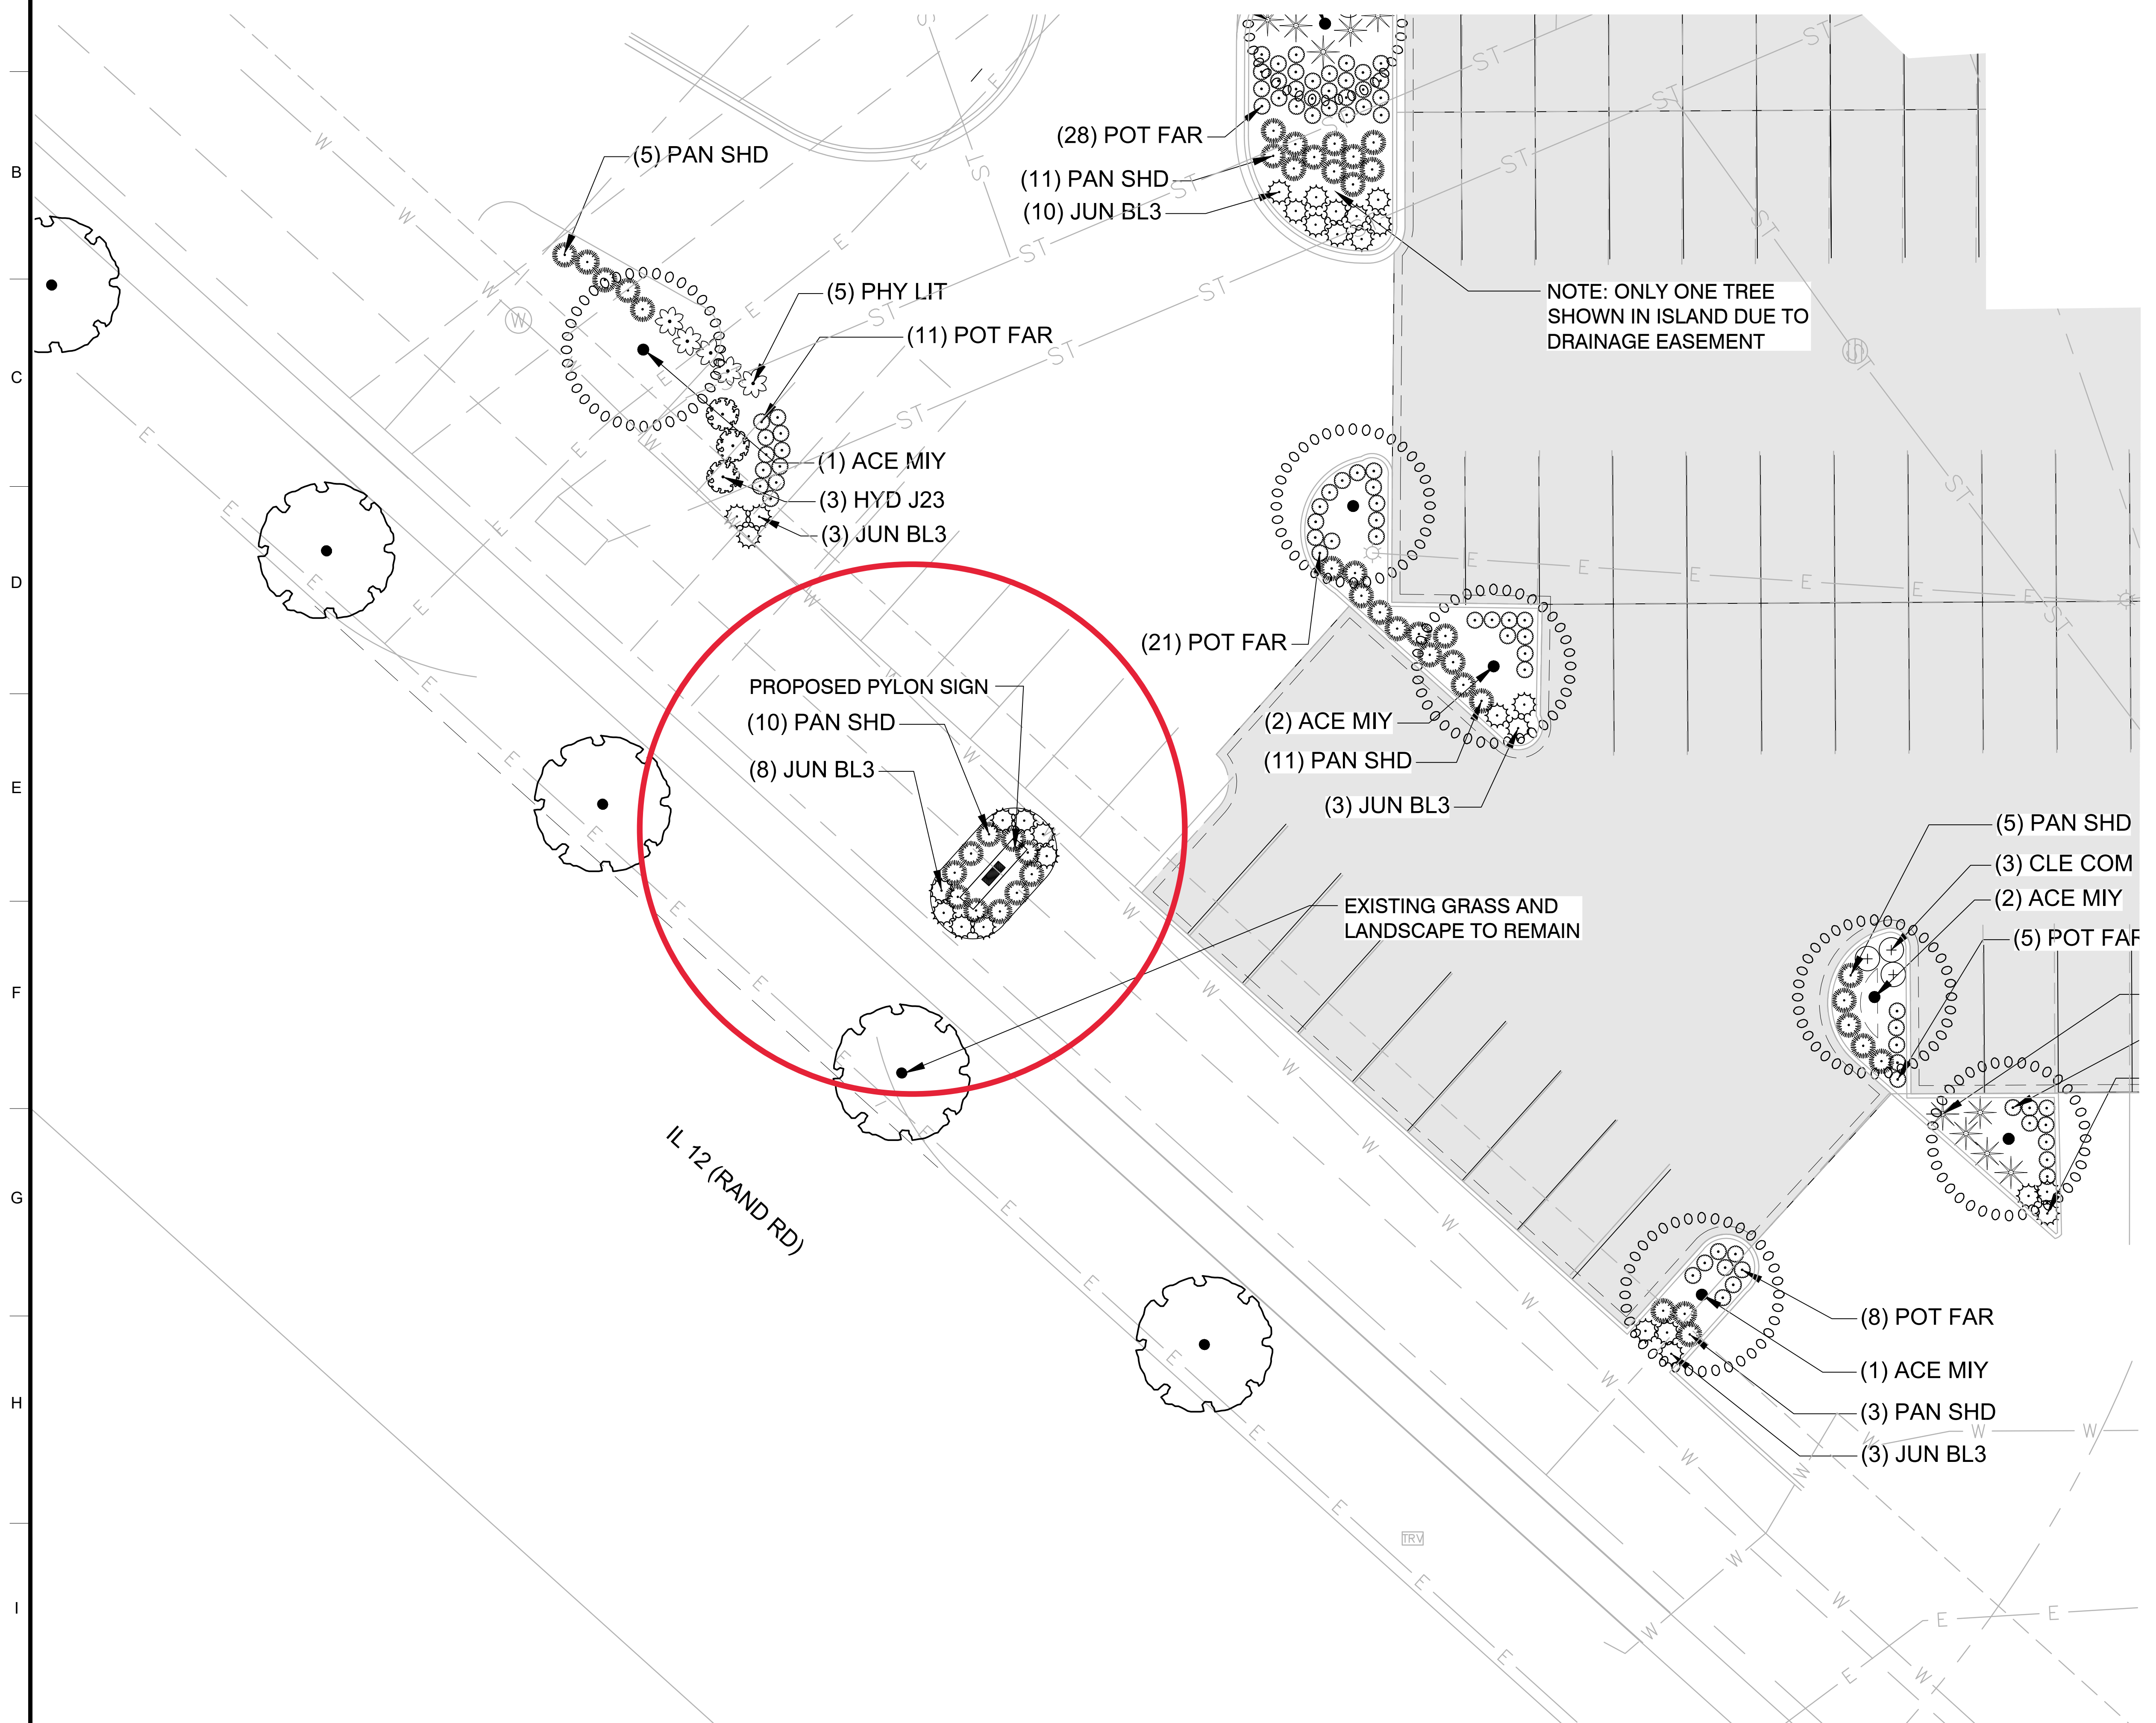 B
C
D
E
F
G
H
I
(5) PAN SHD
(28) POT FAR
(11) PAN SHD
(10) JUN BL3
NOTE: ONLY ONE TREE
SHOWN IN ISLAND DUE TO
DRAINAGE EASEMENT
(5) PHY LIT
(11) POT FAR
(1) ACE MIY
(3) HYD J23
(3) JUN BL3
(21) POT FAR
(2) ACE MIY
(11) PAN SHD
(3) JUN BL3
PROPOSED PYLON SIGN
(10) PAN SHD
(8) JUN BL3
EXISTING GRASS AND
LANDSCAPE TO REMAIN
(5) PAN SHD
(3) CLE COM
(2) ACE MIY
(5) POT FAR
IL 12 (RAND RD)
(8) POT FAR
(1) ACE MIY
(3) PAN SHD
(3) JUN BL3
TRV